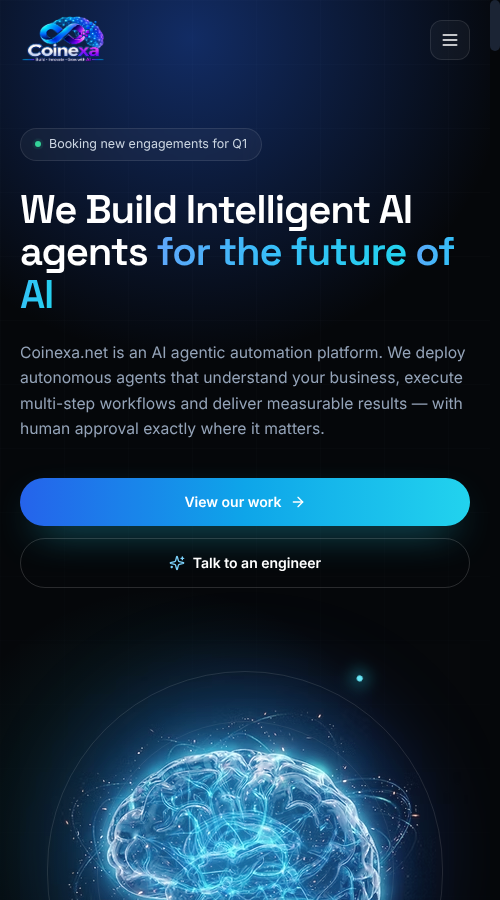 Coinexa
Booking new engagements for Q1
We Build Intelligent AI
agents for the future of
AI
Coinexa.net is an AI agentic automation platform. We deploy
autonomous agents that understand your business, execute
multi-step workflows and deliver measurable results — with
human approval exactly where it matters.
View our work
Talk to an engineer